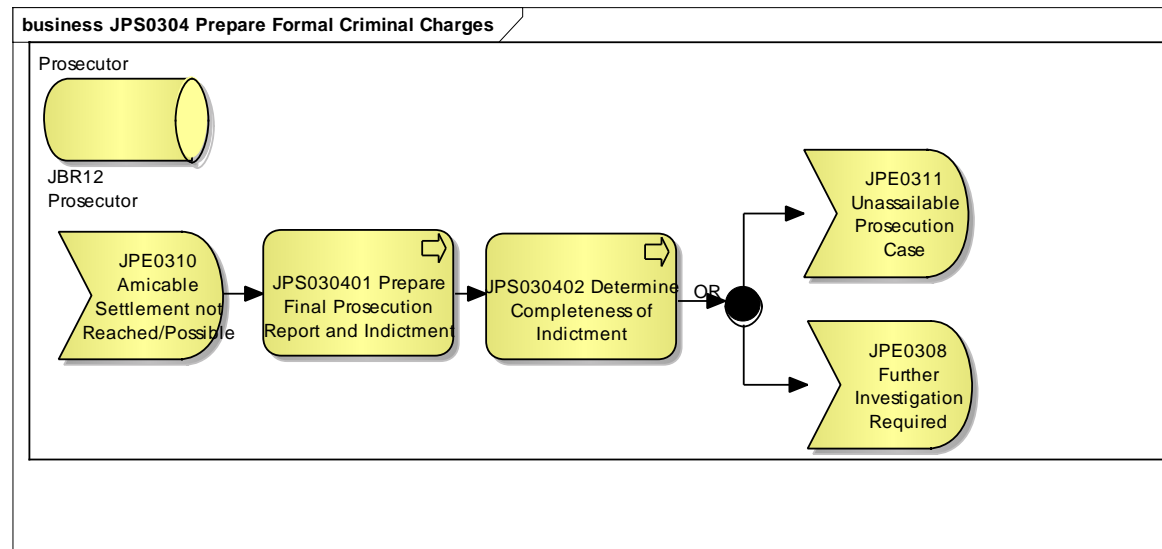 business JPS0304 Prepare Formal Criminal Charges
Prosecutor
JBR12
Prosecutor
JPE0310
Amicable
Settlement not
Reached/Possible
JPS030401 Prepare
Final Prosecution
Report and Indictment
JPS030402 Determine
Completeness of
Indictment
OR
JPE0311
Unassailable
Prosecution
Case
JPE0308
Further
Investigation
Required